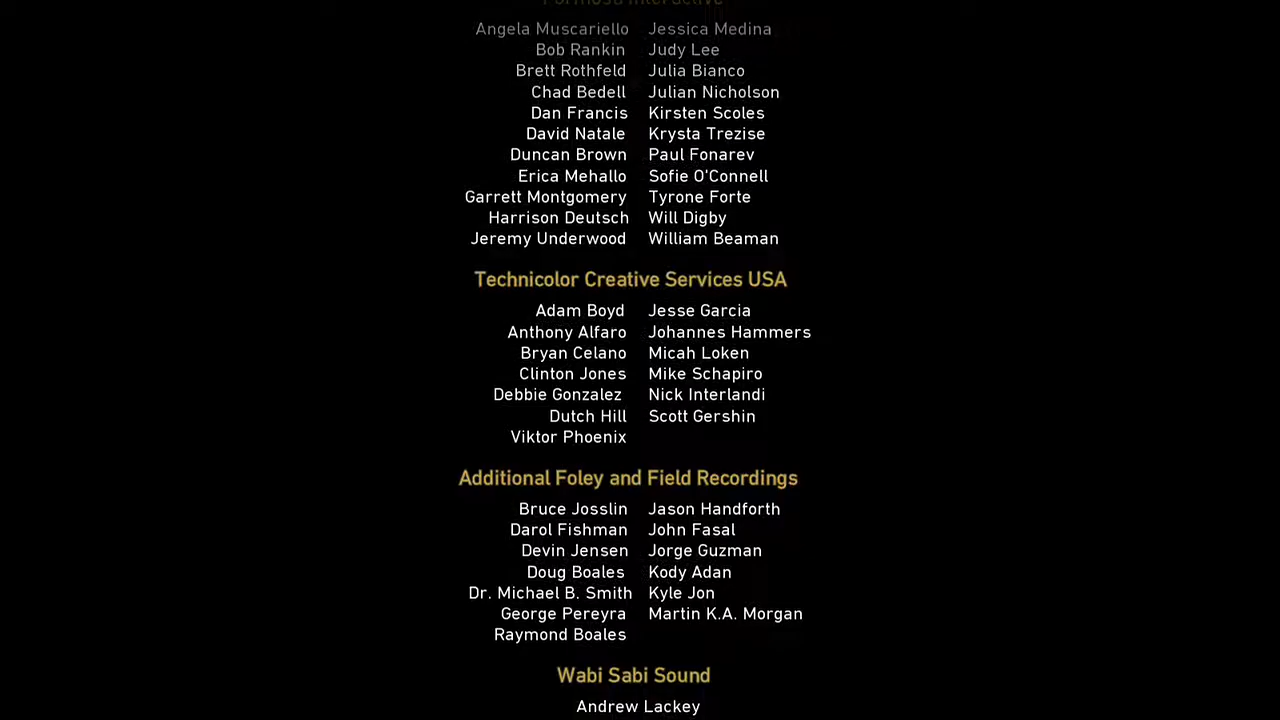 Formosa Interactive
Angela Muscariello Jessica Medina
Bob Rankin Judy Lee
Brett Rothfeld Julia Bianco
Chad Bedell Julian Nicholson
Dan Francis Kirsten Scoles
David Natale Krysta Trezise
Duncan Brown Paul Fonarev
Erica Mehallo Sofie O'Connell
Garrett Montgomery Tyrone Forte
Harrison Deutsch Will Digby
Jeremy Underwood William Beaman
Technicolor Creative Services USA
Adam Boyd Jesse Garcia
Anthony Alfaro Johannes Hammers
Bryan Celano Micah Loken
Clinton Jones Mike Schapiro
Debbie Gonzalez Nick Interlandi
Dutch Hill Scott Gershin
Viktor Phoenix
Additional Foley and Field Recordings
Bruce Josslin Jason Handforth
Darol Fishman John Fasal
Devin Jensen Jorge Guzman
Doug Boales Kody Adan
Dr. Michael B. Smith Kyle Jon
George Pereyra Martin K.A. Morgan
Raymond Boales
Wabi Sabi Sound
Andrew Lackey